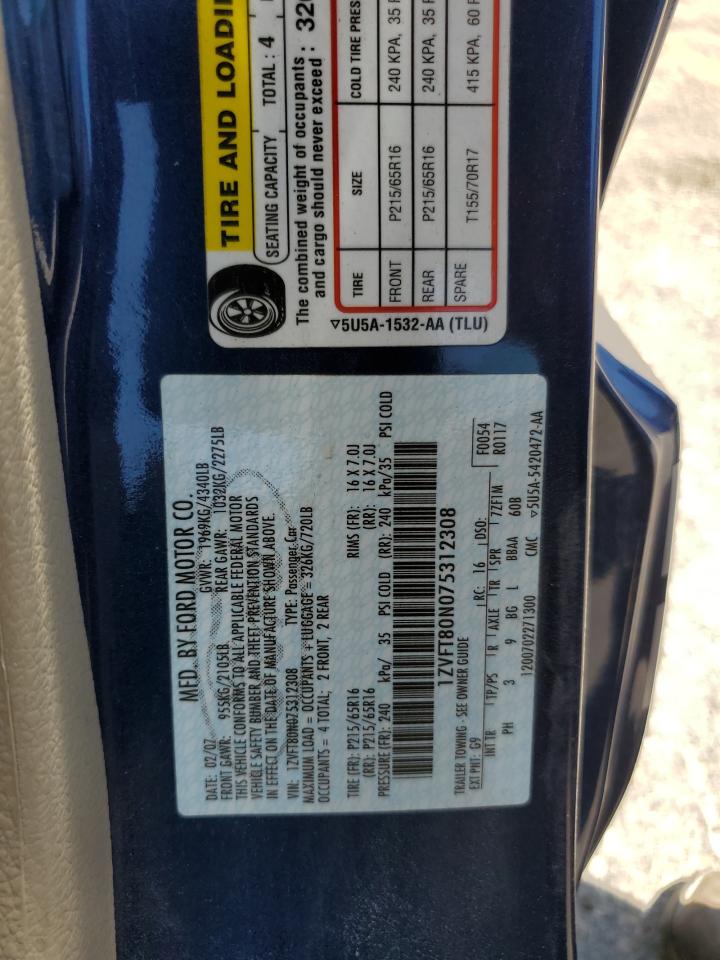 TIRE AND LOADIN
SEATING CAPACITY TOTAL : 4
The combined weight of occupants
and cargo should never exceed : 32
TIRE SIZE COLD TIRE PRES
FRONT P215/65R16 240 KPA, 35
REAR P215/65R16 240 KPA, 35
SPARE T155/70R17 415 KPA, 60
▽5U5A-1532-AA (TLU)
MFD. BY FORD MOTOR CO.
DATE: 02/07 GVWR: 1969KG/4340LB
FRONT GAWR: 955KG/2105LB REAR GAWR: 1032KG/2275LB
THIS VEHICLE CONFORMS TO ALL APPLICABLE FEDERAL MOTOR
VEHICLE SAFETY BUMBER AND THEFT PREVENTION STANDARDS
IN EFFECT ON THE DATE OF MANUFACTURE SHOWN ABOVE.
VIN: 1ZVFT80N075312308 TYPE: Passenger Car
MAXIMUM LOAD = OCCUPANTS + LUGGAGE = 326KG/720LB
OCCUPANTS = 4 TOTAL; 2 FRONT, 2 REAR
TIRE (FR): P215/65R16 RIMS (FR): 16 X 7.0J
(RR): P215/65R16 (RR): 16 X 7.0J
PRESSURE (FR): 240 kPa/ 35 PSI COLD (RR): 240 kPa/35 PSI COLD
1ZVFT80N075312308
TRAILER TOWING - SEE OWNER GUIDE F0054
EXT PNT: G9 RC: 16 DSO: R0117
INT TR TP/PS R AXLE TR SPR 7ZF1M
PH 3 9 BG L BBAA 60B
1200702271300 CMC ▽5U5A-5420472-AA